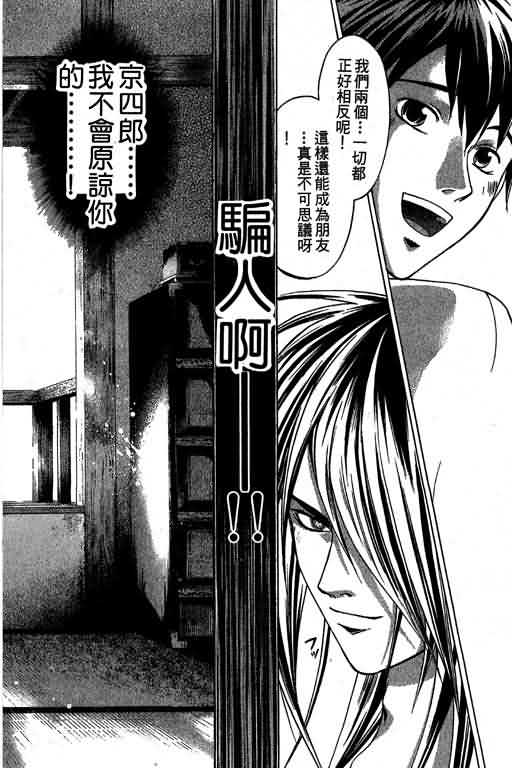 我們兩個…一切都
正好相反呢！
這樣還能成為朋友
…真是不可思議呀
！
騙人啊──!!
京四郎……
我不會原諒你
的………！